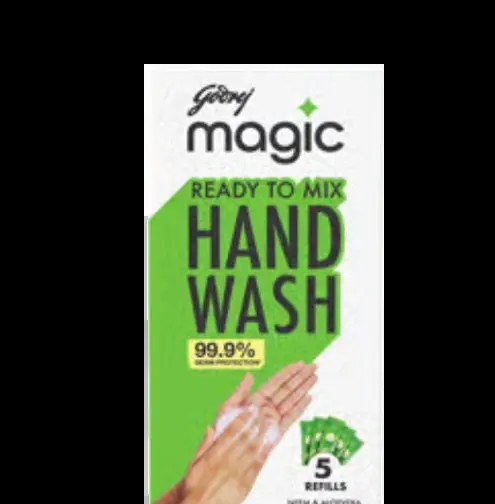 Godrej
magic
READY TO MIX
HAND
WASH
99.9%
GERM PROTECTION
5
REFILLS